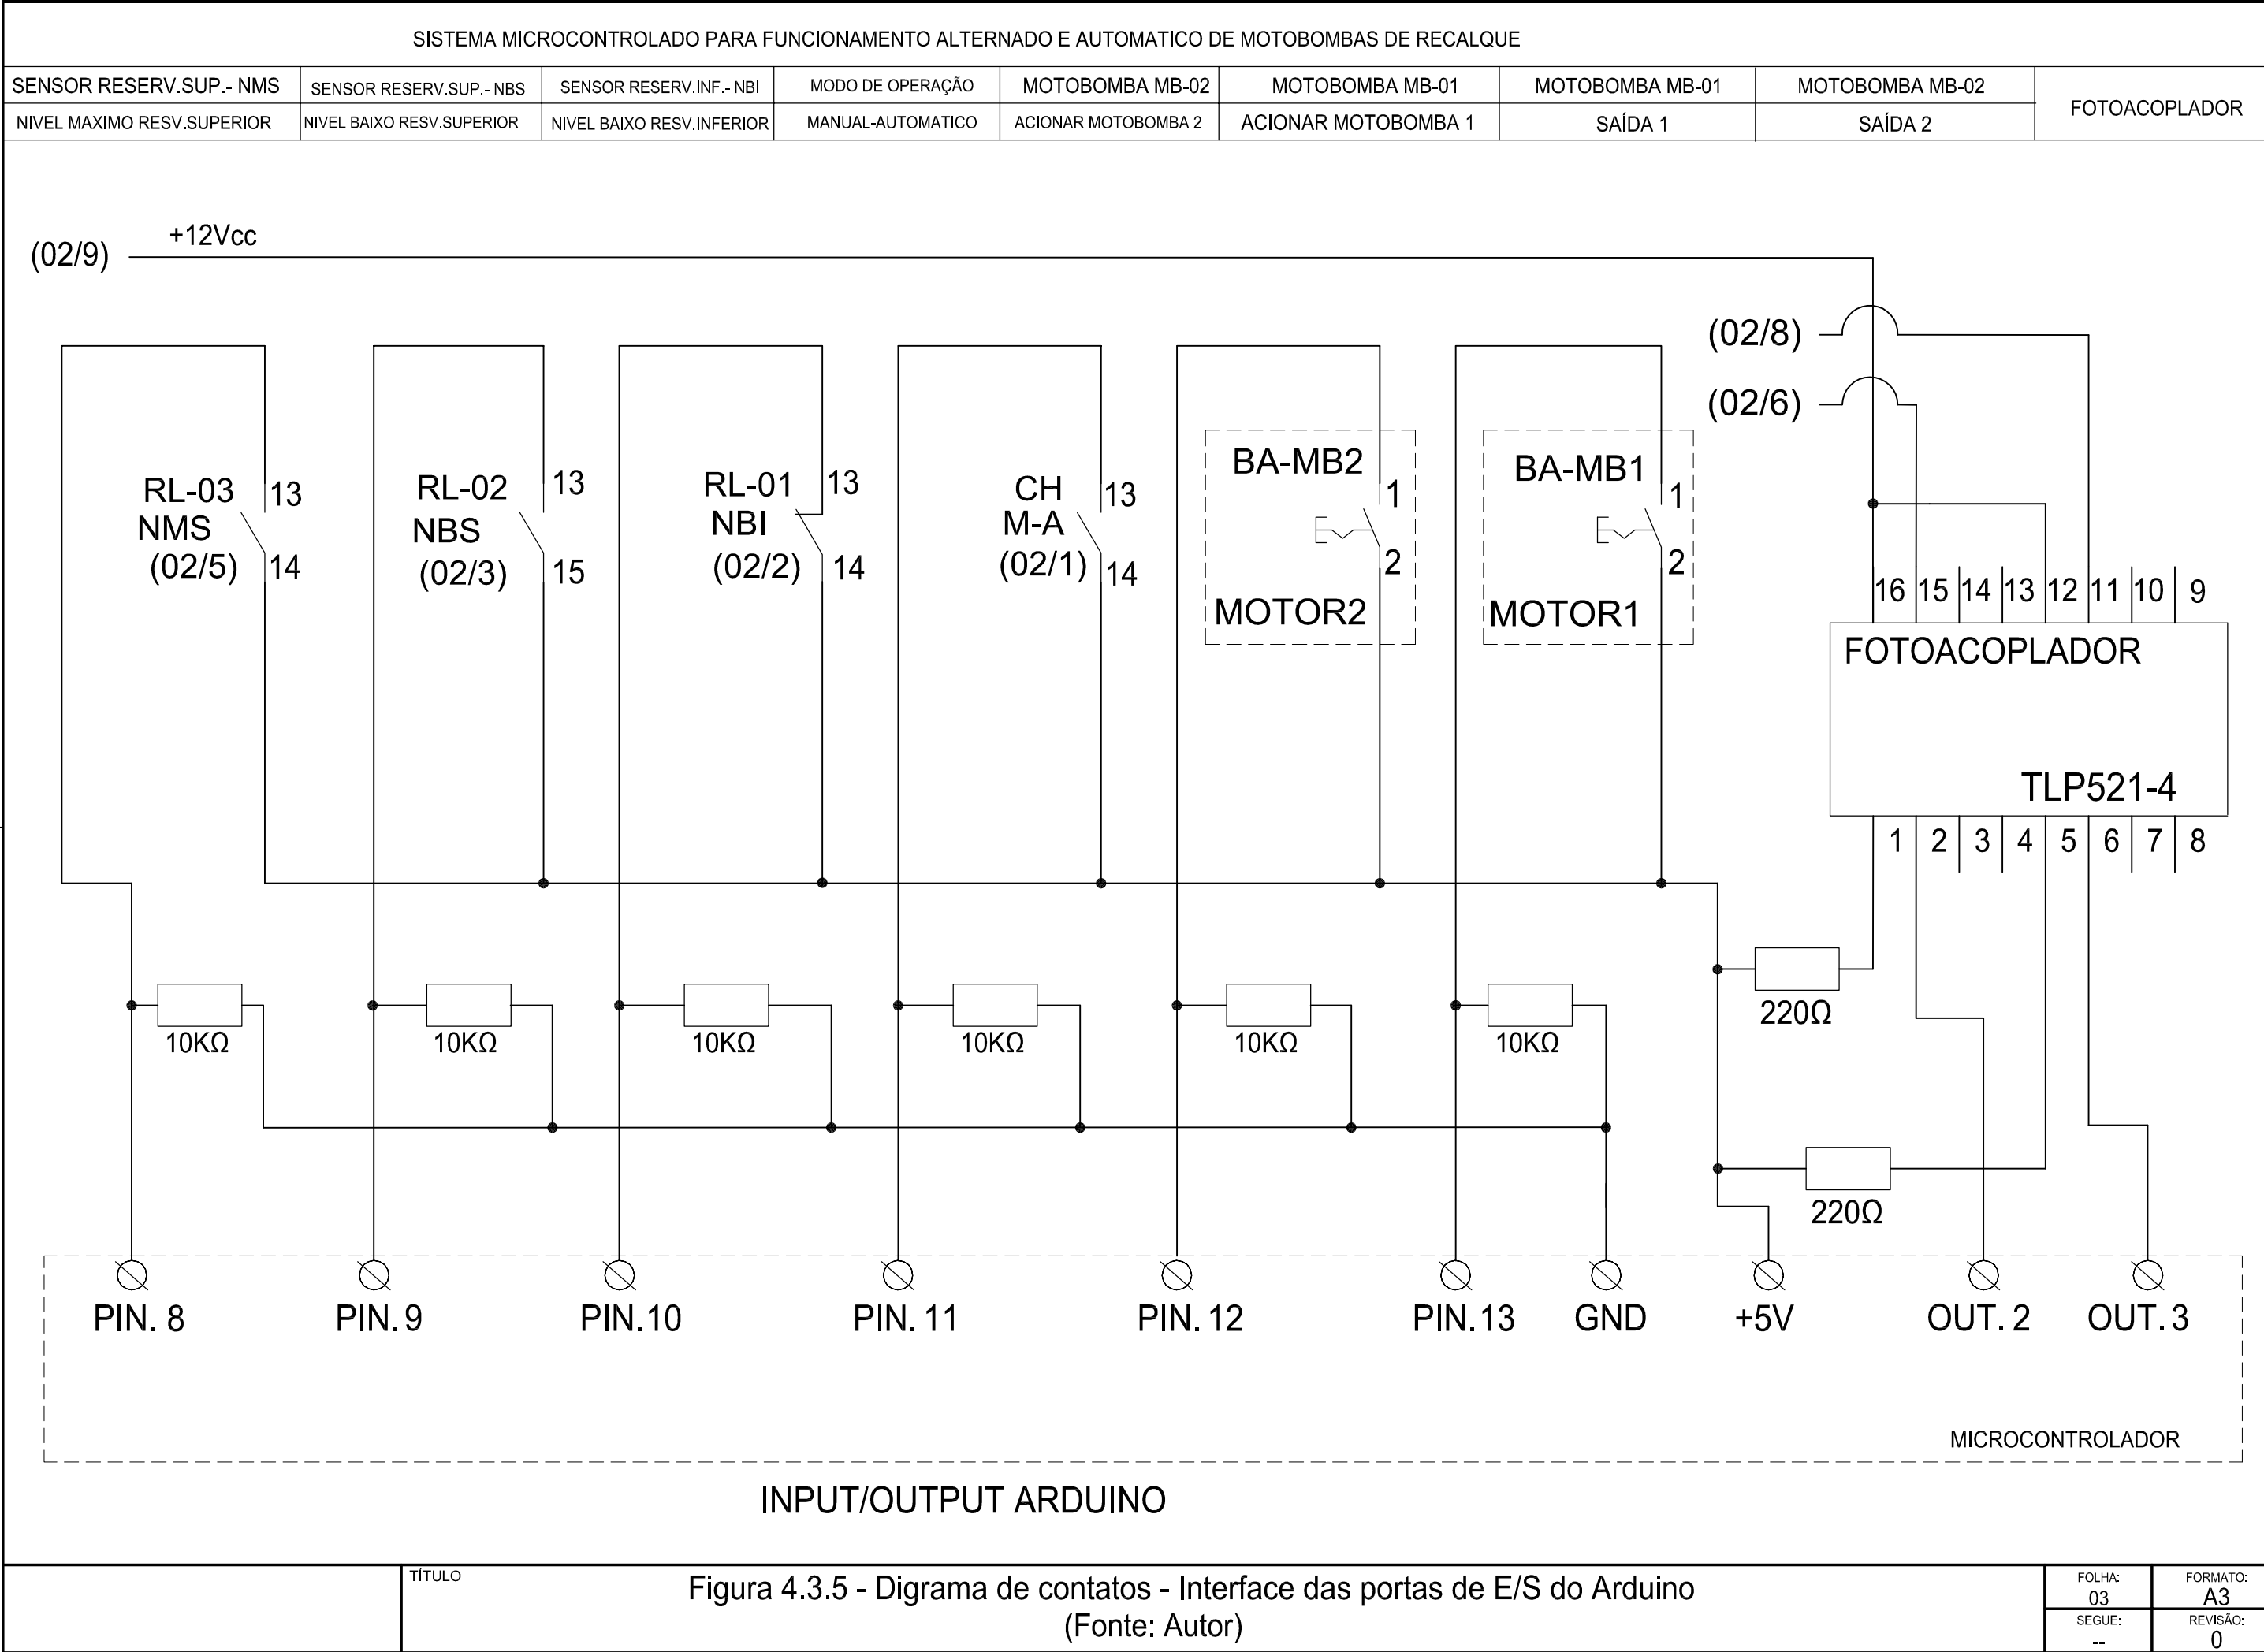 SISTEMA MICROCONTROLADO PARA FUNCIONAMENTO ALTERNADO E AUTOMATICO DE MOTOBOMBAS DE RECALQUE
SENSOR RESERV.SUP.- NMS
SENSOR RESERV.SUP.- NBS
SENSOR RESERV.INF.- NBI
MODO DE OPERAÇÃO
MOTOBOMBA MB-02
MOTOBOMBA MB-01
MOTOBOMBA MB-01
MOTOBOMBA MB-02
FOTOACOPLADOR
NIVEL MAXIMO RESV.SUPERIOR
NIVEL BAIXO RESV.SUPERIOR
NIVEL BAIXO RESV.INFERIOR
MANUAL-AUTOMATICO
ACIONAR MOTOBOMBA 2
ACIONAR MOTOBOMBA 1
SAÍDA 1
SAÍDA 2
(02/9)
+12Vcc
(02/8)
(02/6)
RL-03
NMS
(02/5)
13
14
RL-02
NBS
(02/3)
13
15
RL-01
NBI
(02/2)
13
14
CH
M-A
(02/1)
13
14
BA-MB2
1
2
MOTOR2
BA-MB1
1
2
MOTOR1
16 15 14 13 12 11 10 9
FOTOACOPLADOR
TLP521-4
1 2 3 4 5 6 7 8
10KΩ
10KΩ
10KΩ
10KΩ
10KΩ
10KΩ
220Ω
220Ω
PIN. 8
PIN. 9
PIN.10
PIN. 11
PIN. 12
PIN.13
GND
+5V
OUT. 2
OUT. 3
MICROCONTROLADOR
INPUT/OUTPUT ARDUINO
TÍTULO
Figura 4.3.5 - Digrama de contatos - Interface das portas de E/S do Arduino
(Fonte: Autor)
FOLHA:
03
FORMATO:
A3
SEGUE:
--
REVISÃO:
0